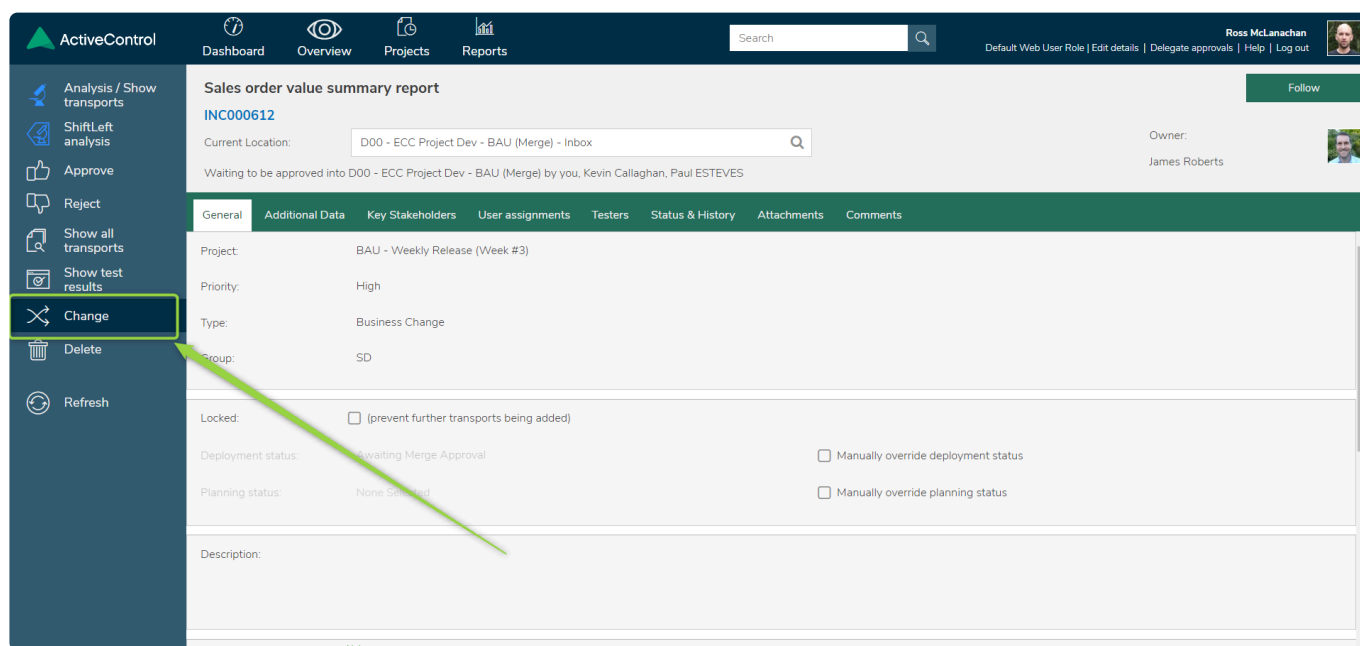 ActiveControl
Dashboard
Overview
Projects
Reports
Search
Ross McLanachan
Default Web User Role | Edit details | Delegate approvals | Help | Log out
Analysis / Show
transports
ShiftLeft
analysis
Approve
Reject
Show all
transports
Show test
results
Change
Delete
Refresh
Sales order value summary report
Follow
INC000612
Current Location:
D00 - ECC Project Dev - BAU (Merge) - Inbox
Owner:
James Roberts
Waiting to be approved into D00 - ECC Project Dev - BAU (Merge) by you, Kevin Callaghan, Paul ESTEVES
General
Additional Data
Key Stakeholders
User assignments
Testers
Status & History
Attachments
Comments
Project:
BAU - Weekly Release (Week #3)
Priority:
High
Type:
Business Change
Group:
SD
Locked:
(prevent further transports being added)
Deployment status:
Awaiting Merge Approval
Manually override deployment status
Planning status:
None Selected
Manually override planning status
Description: